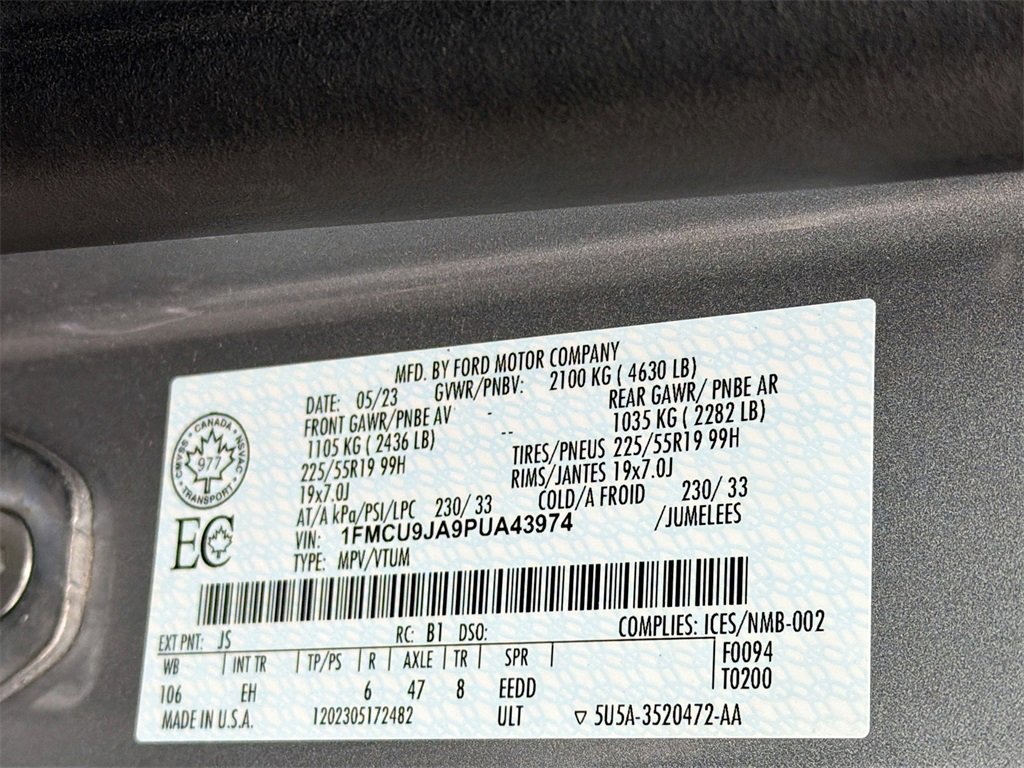 MFD. BY FORD MOTOR COMPANY
DATE: 05/23 GVWR/PNBV: 2100 KG ( 4630 LB)
FRONT GAWR/PNBE AV - REAR GAWR/ PNBE AR
1105 KG ( 2436 LB) -- 1035 KG ( 2282 LB)
225/55R19 99H TIRES/PNEUS 225/55R19 99H
19x7.0J RIMS/JANTES 19x7.0J
AT/A kPa/PSI/LPC 230/ 33 COLD/A FROID 230/ 33
VIN: 1FMCU9JA9PUA43974 /JUMELEES
TYPE: MPV/VTUM
CANADA
CMVSS NSVAC
977
TRANSPORT
EC
EXT PNT: JS RC: B1 DSO: COMPLIES: ICES/NMB-002
WB INT TR TP/PS R AXLE TR SPR F0094
106 EH 6 47 8 EEDD T0200
MADE IN U.S.A. 1202305172482 ULT ▽ 5U5A-3520472-AA